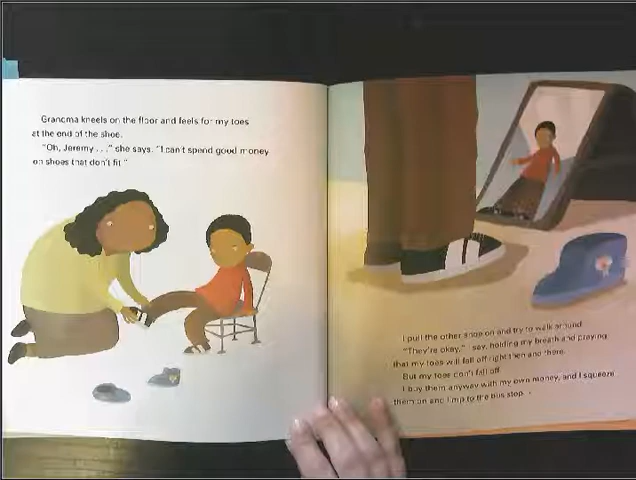 Grandma kneels on the floor and feels for my toes
at the end of the shoe.
"Oh, Jeremy . . ." she says. "I can't spend good money
on shoes that don't fit."
I pull the other shoe on and try to walk around.
"They're okay," I say, holding my breath and praying
that my toes will fall off right then and there.
But my toes don't fall off.
I buy them anyway with my own money, and I squeeze
them on and limp to the bus stop.